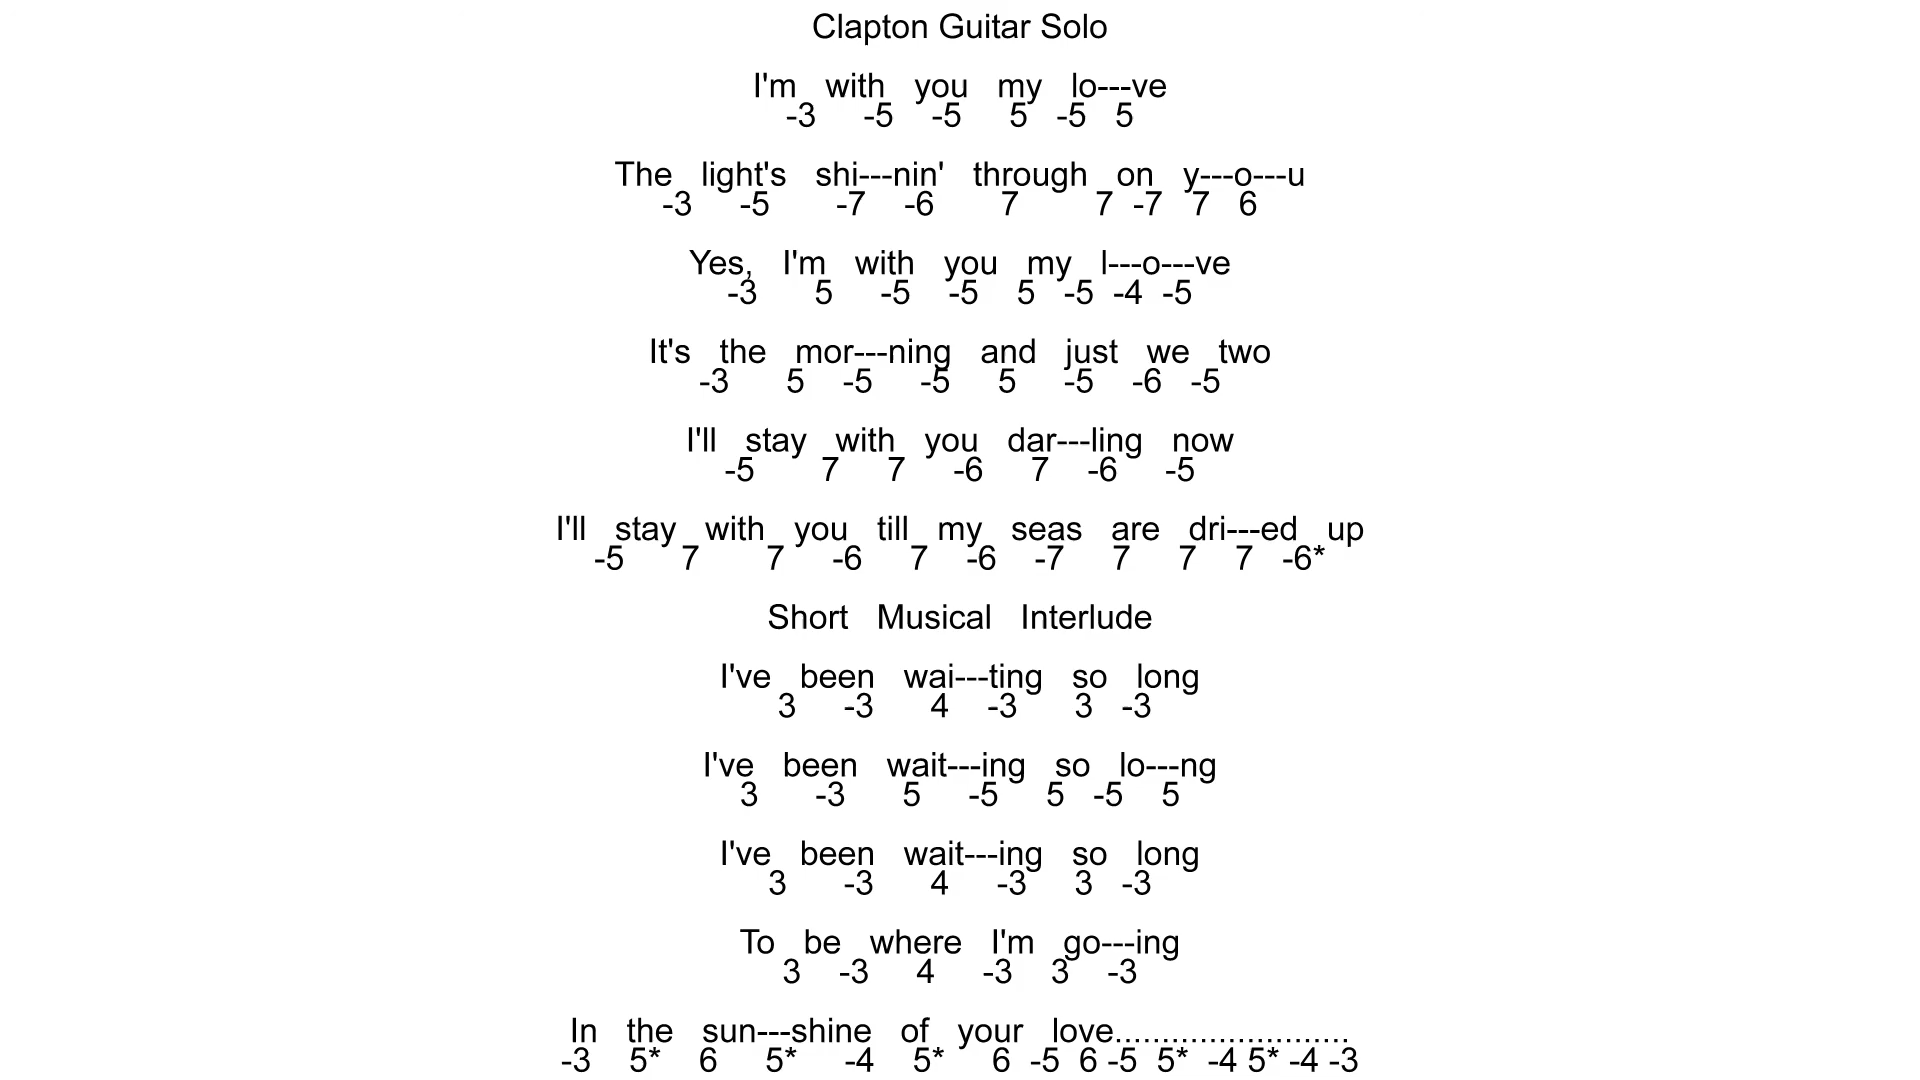 Clapton Guitar Solo
I'm with you my lo---ve
-3 -5 -5 5 -5 5
The light's shi---nin' through on y---o---u
-3 -5 -7 -6 7 7 -7 7 6
Yes, I'm with you my l---o---ve
-3 5 -5 -5 5 -5 -4 -5
It's the mor---ning and just we two
-3 5 -5 -5 5 -5 -6 -5
I'll stay with you dar---ling now
-5 7 7 -6 7 -6 -5
I'll stay with you till my seas are dri---ed up
-5 7 7 -6 7 -6 -7 7 7 7 -6*
Short Musical Interlude
I've been wai---ting so long
3 -3 4 -3 3 -3
I've been wait---ing so lo---ng
3 -3 5 -5 5 -5 5
I've been wait---ing so long
3 -3 4 -3 3 -3
To be where I'm go---ing
3 -3 4 -3 3 -3
In the sun---shine of your love.........................
-3 5* 6 5* -4 5* 6 -5 6 -5 5* -4 5* -4 -3